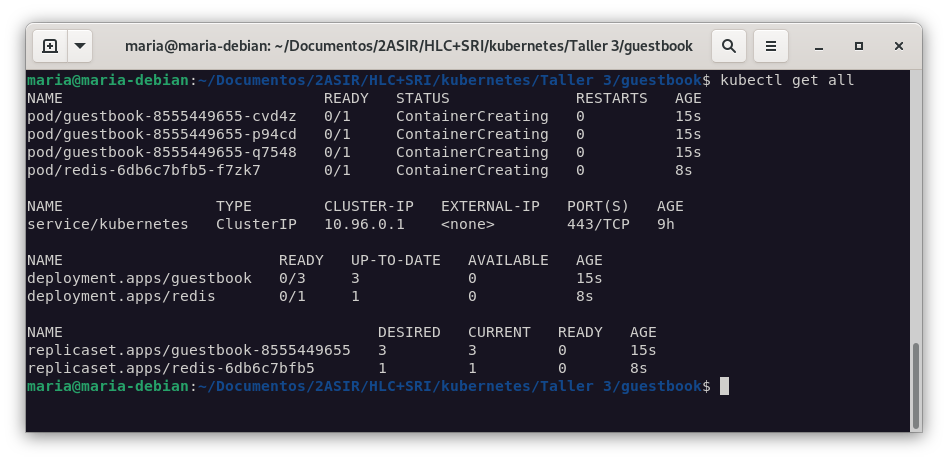 maria@maria-debian: ~/Documentos/2ASIR/HLC+SRI/kubernetes/Taller 3/guestbook
maria@maria-debian:~/Documentos/2ASIR/HLC+SRI/kubernetes/Taller 3/guestbook$ kubectl get all
NAME                             READY   STATUS              RESTARTS   AGE
pod/guestbook-8555449655-cvd4z   0/1     ContainerCreating   0          15s
pod/guestbook-8555449655-p94cd   0/1     ContainerCreating   0          15s
pod/guestbook-8555449655-q7548   0/1     ContainerCreating   0          15s
pod/redis-6db6c7bfb5-f7zk7       0/1     ContainerCreating   0          8s

NAME                 TYPE        CLUSTER-IP   EXTERNAL-IP   PORT(S)   AGE
service/kubernetes   ClusterIP   10.96.0.1    <none>        443/TCP   9h

NAME                        READY   UP-TO-DATE   AVAILABLE   AGE
deployment.apps/guestbook   0/3     3            0           15s
deployment.apps/redis       0/1     1            0           8s

NAME                                   DESIRED   CURRENT   READY   AGE
replicaset.apps/guestbook-8555449655   3         3         0       15s
replicaset.apps/redis-6db6c7bfb5       1         1         0       8s
maria@maria-debian:~/Documentos/2ASIR/HLC+SRI/kubernetes/Taller 3/guestbook$